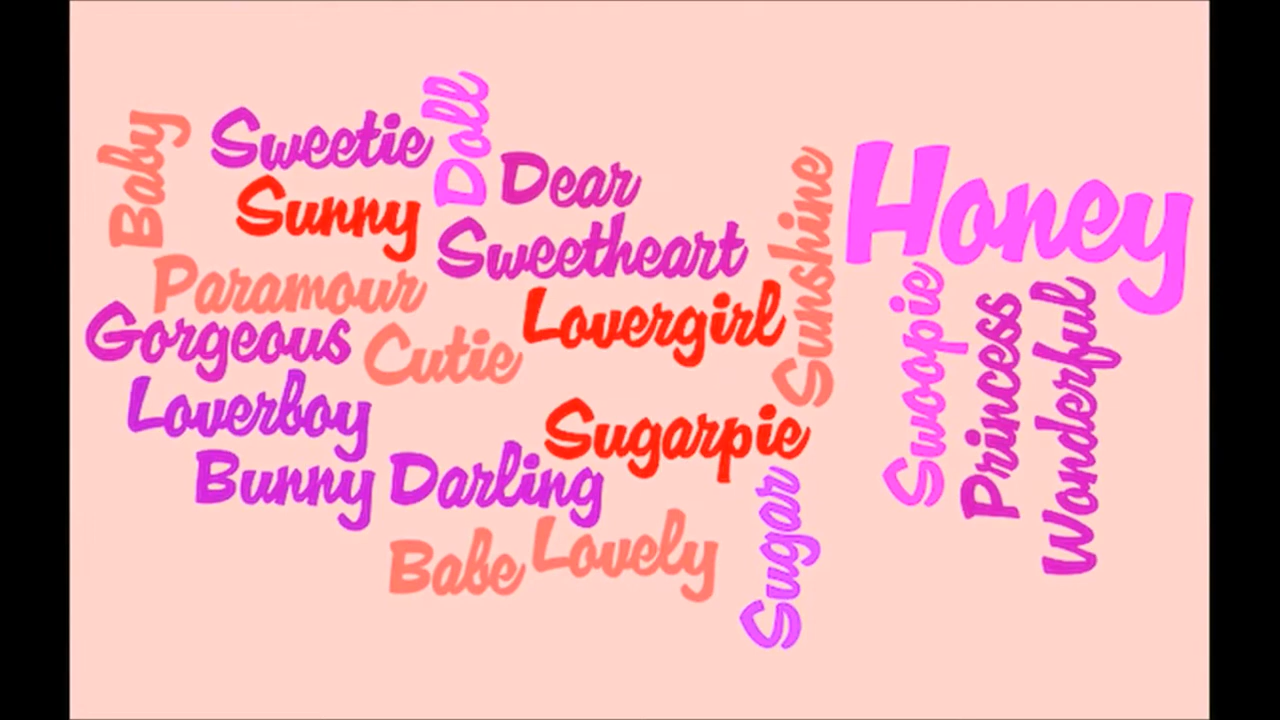 Baby
Sweetie
Doll
Dear
Sunny
Sweetheart
Sunshine
Honey
Paramour
Lovergirl
Gorgeous
Cutie
Swoopie
Princess
Wonderful
Loverboy
Sugarpie
Bunny
Darling
Sugar
Babe
Lovely